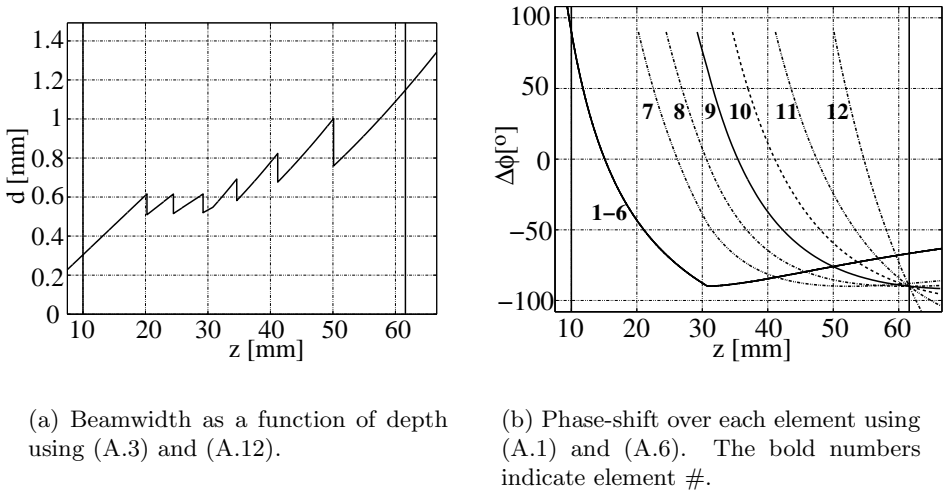 1.4
1.2
1
0.8
0.6
0.4
0.2
0
d [mm]
10 20 30 40 50 60
z [mm]
100
50
0
−50
−100
Δϕ[º]
7 8 9 10 11 12
1−6
10 20 30 40 50 60
z [mm]
(a) Beamwidth as a function of depth
using (A.3) and (A.12).
(b) Phase-shift over each element using
(A.1) and (A.6). The bold numbers
indicate element #.